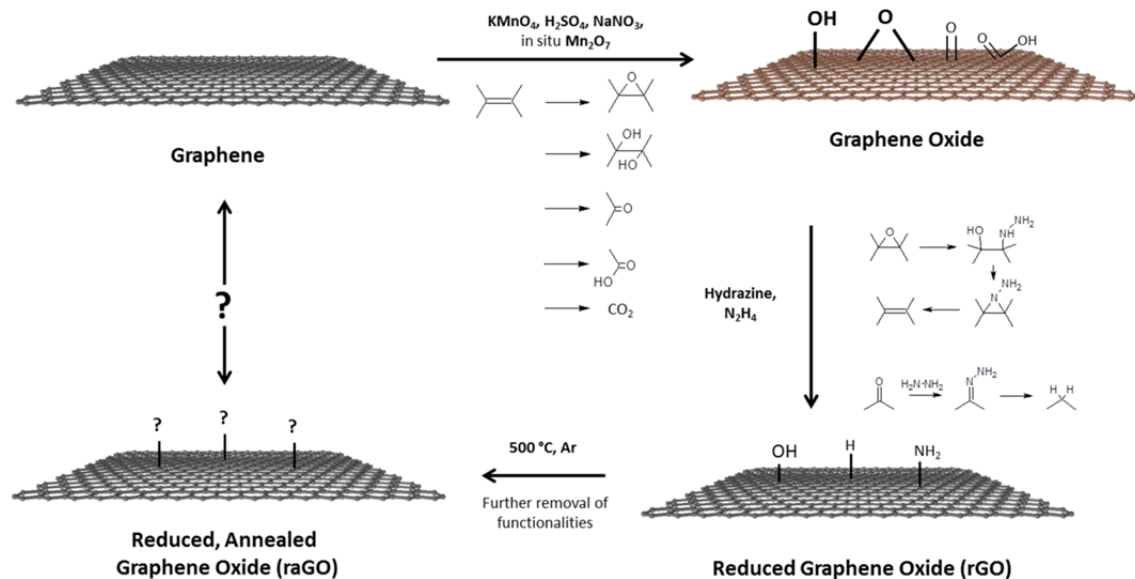 KMnO₄, H₂SO₄, NaNO₃,
in situ Mn₂O₇
OH
O
O
O
OH
Graphene
Graphene Oxide
O
OH
HO
O
O
HO
CO₂
?
Hydrazine,
N₂H₄
O
HO
NH₂
NH
NH₂
N
O
H₂N-NH₂
NH₂
N
H H
? ? ?
500 °C, Ar
Further removal of
functionalities
OH
H
NH₂
Reduced, Annealed
Graphene Oxide (raGO)
Reduced Graphene Oxide (rGO)